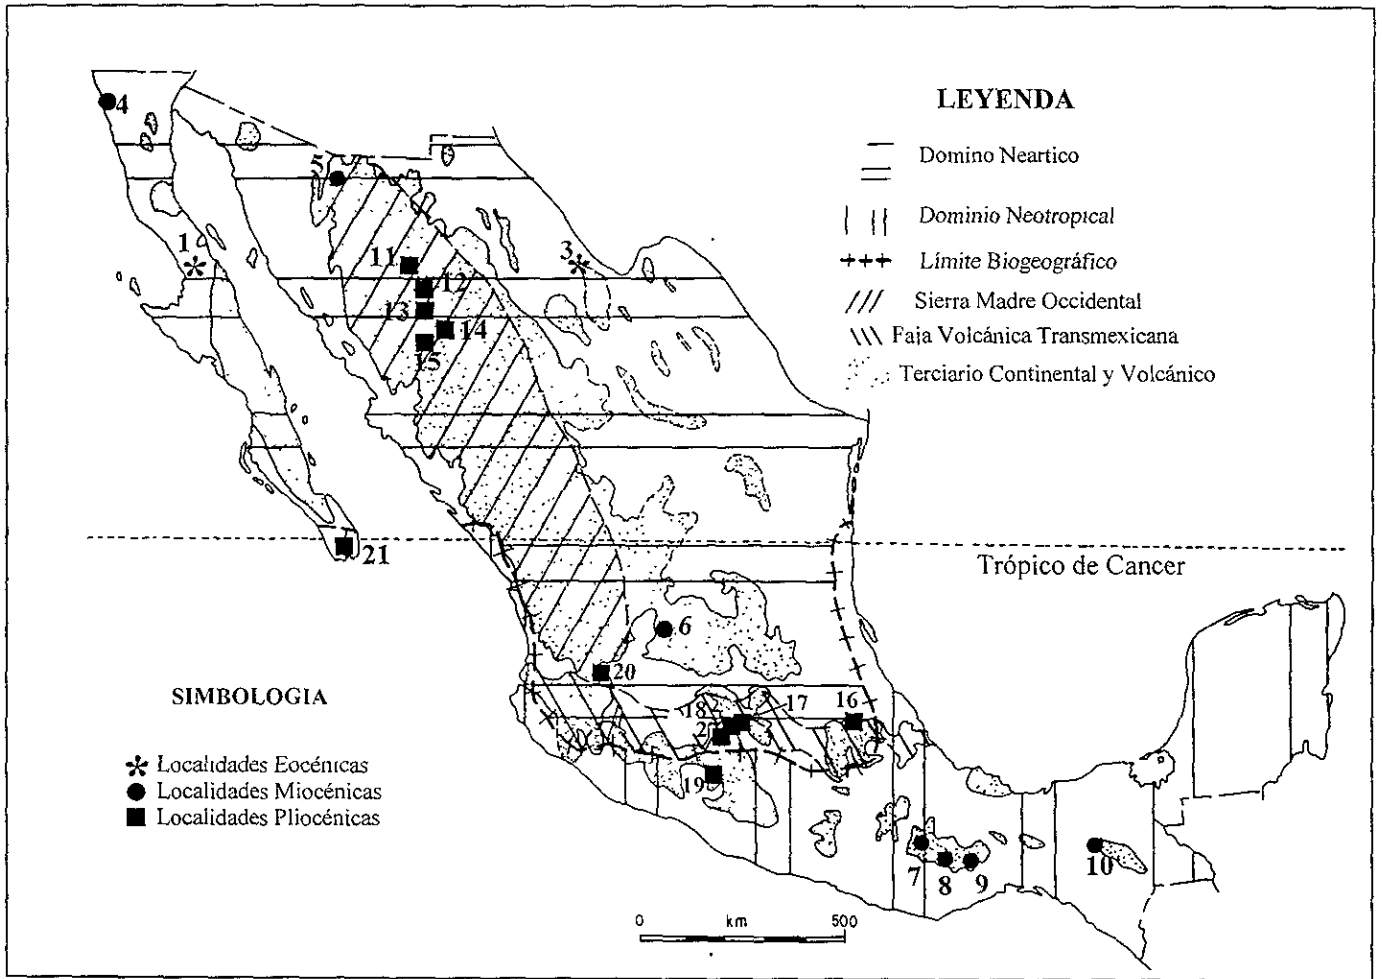 LEYENDA
Domino Neartico
Dominio Neotropical
Límite Biogeográfico
Sierra Madre Occidental
Faja Volcánica Transmexicana
Terciario Continental y Volcánico
4
5
1
3
11
12
13
14
15
21
Trópico de Cancer
6
20
18
17
16
2
19
7
8
9
10
SIMBOLOGIA
Localidades Eocénicas
Localidades Miocénicas
Localidades Pliocénicas
0 km 500